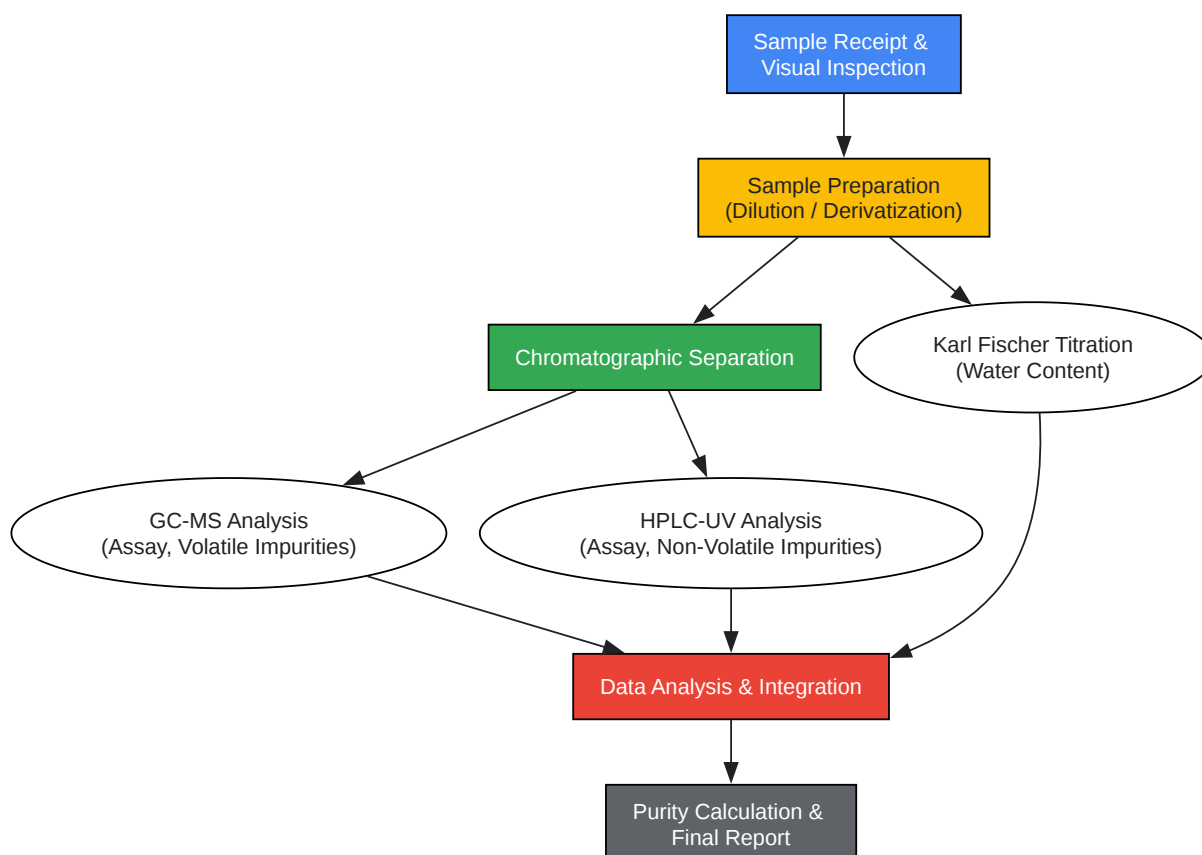 Sample Receipt &
Visual Inspection
Sample Preparation
(Dilution / Derivatization)
Chromatographic Separation
Karl Fischer Titration
(Water Content)
GC-MS Analysis
(Assay, Volatile Impurities)
HPLC-UV Analysis
(Assay, Non-Volatile Impurities)
Data Analysis & Integration
Purity Calculation &
Final Report